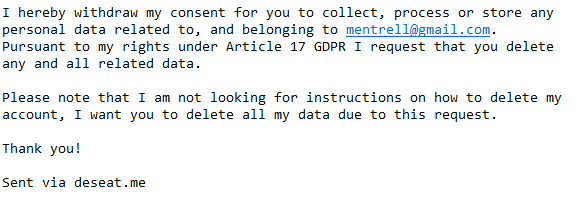 I hereby withdraw my consent for you to collect, process or store any
personal data related to, and belonging to mentrell@gmail.com.
Pursuant to my rights under Article 17 GDPR I request that you delete
any and all related data.
Please note that I am not looking for instructions on how to delete my
account, I want you to delete all my data due to this request.
Thank you!
Sent via deseat.me